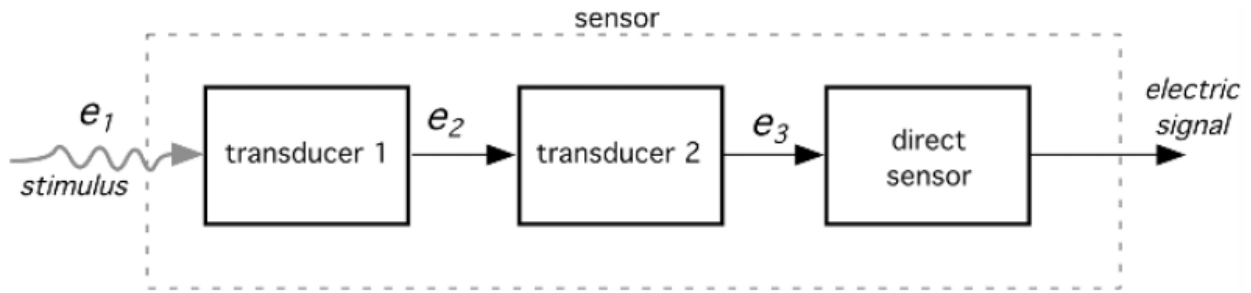 sensor
e1
stimulus
transducer 1
e2
transducer 2
e3
direct
sensor
electric
signal